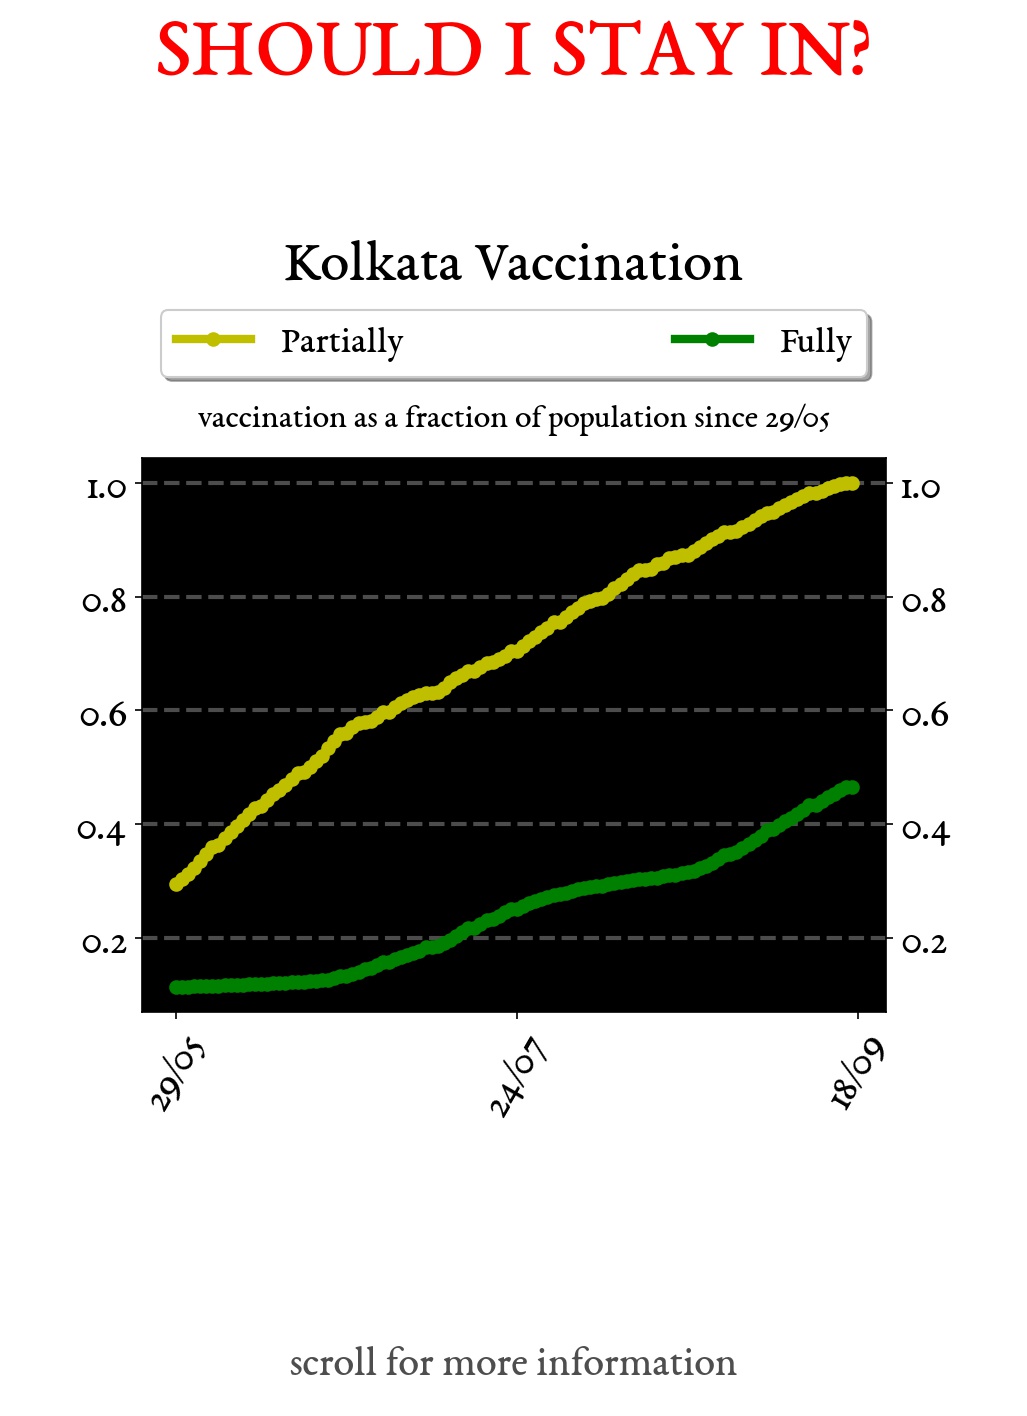 SHOULD I STAY IN?
Kolkata Vaccination
Partially Fully
vaccination as a fraction of population since 29/05
1.0 1.0
0.8 0.8
0.6 0.6
0.4 0.4
0.2 0.2
29/05 24/07 18/09
scroll for more information